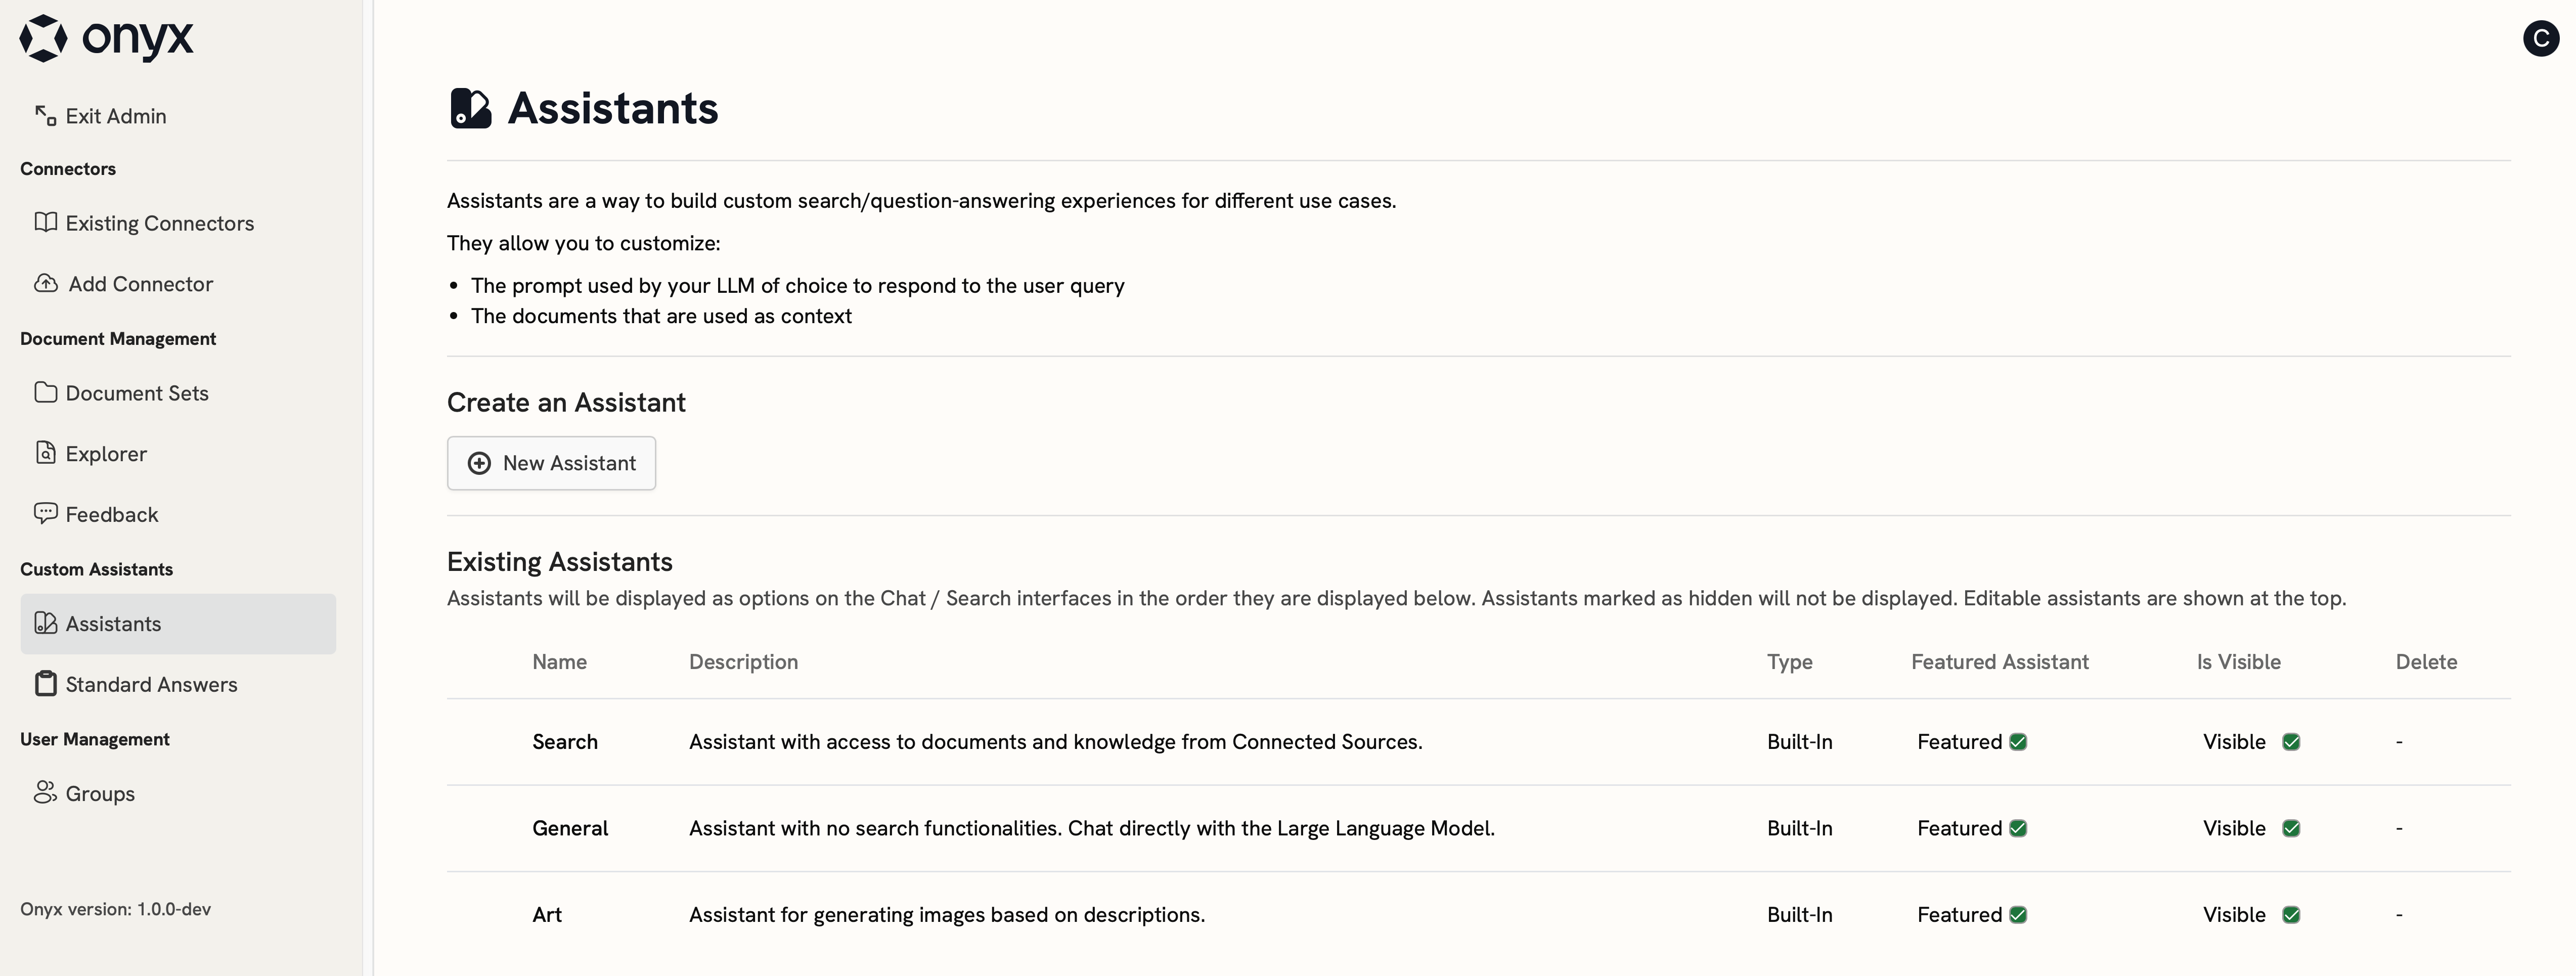 onyx
Exit Admin
Connectors
Existing Connectors
Add Connector
Document Management
Document Sets
Explorer
Feedback
Custom Assistants
Assistants
Standard Answers
User Management
Groups
Onyx version: 1.0.0-dev
C
Assistants
Assistants are a way to build custom search/question-answering experiences for different use cases.
They allow you to customize:
• The prompt used by your LLM of choice to respond to the user query
• The documents that are used as context
Create an Assistant
New Assistant
Existing Assistants
Assistants will be displayed as options on the Chat / Search interfaces in the order they are displayed below. Assistants marked as hidden will not be displayed. Editable assistants are shown at the top.
Name Description Type Featured Assistant Is Visible Delete
Search Assistant with access to documents and knowledge from Connected Sources. Built-In Featured Visible -
General Assistant with no search functionalities. Chat directly with the Large Language Model. Built-In Featured Visible -
Art Assistant for generating images based on descriptions. Built-In Featured Visible -